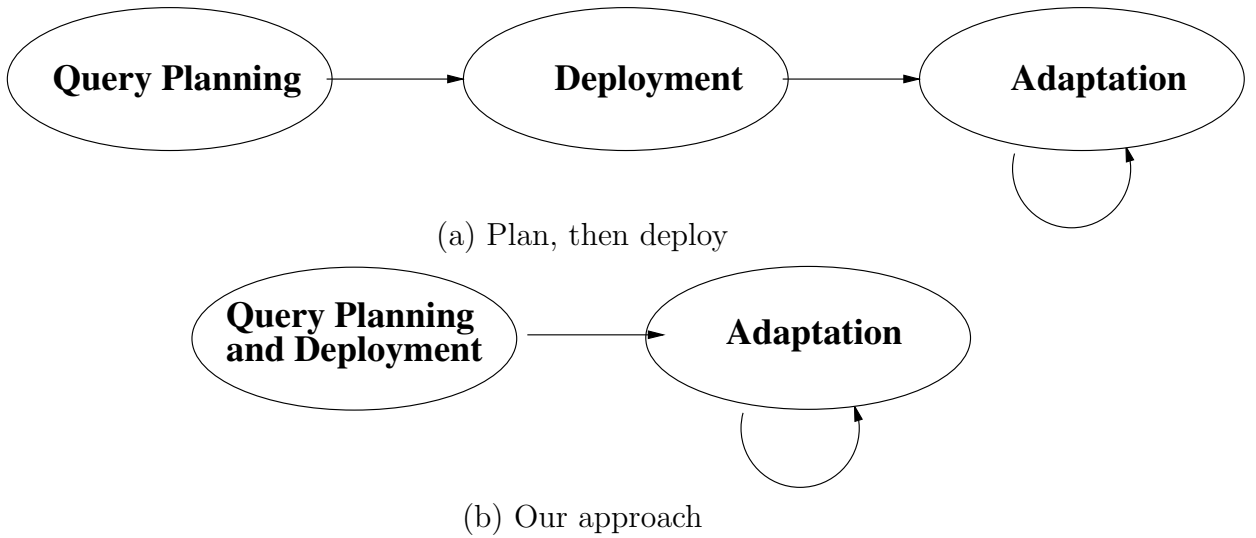 Query Planning
Deployment
Adaptation
(a) Plan, then deploy
Query Planning
and Deployment
Adaptation
(b) Our approach